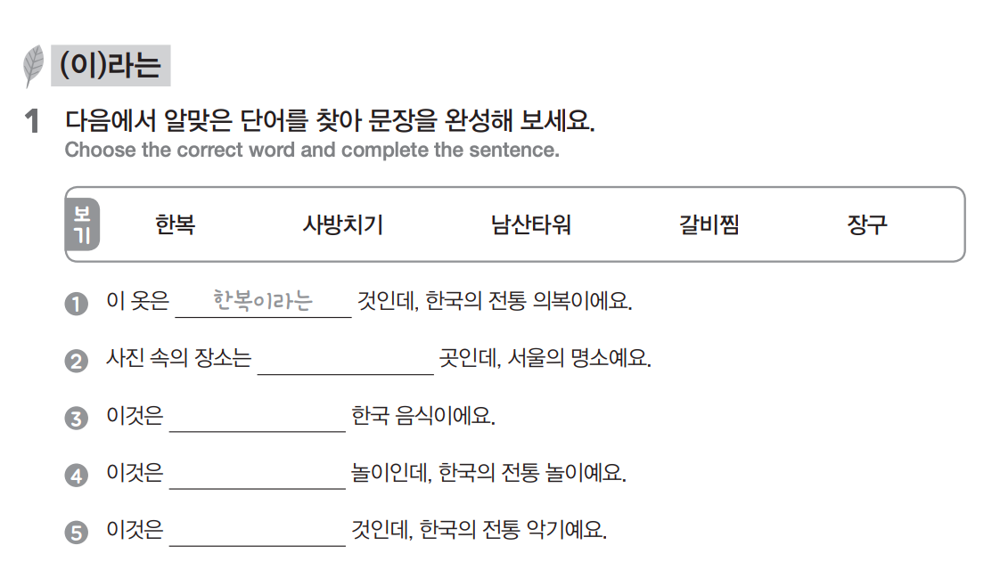 (이)라는
1 다음에서 알맞은 단어를 찾아 문장을 완성해 보세요.
Choose the correct word and complete the sentence.
보기 한복 사방치기 남산타워 갈비찜 장구
1 이 옷은 한복이라는 것인데, 한국의 전통 의복이에요.
2 사진 속의 장소는 ____________ 곳인데, 서울의 명소예요.
3 이것은 ____________ 한국 음식이에요.
4 이것은 ____________ 놀이인데, 한국의 전통 놀이예요.
5 이것은 ____________ 것인데, 한국의 전통 악기예요.